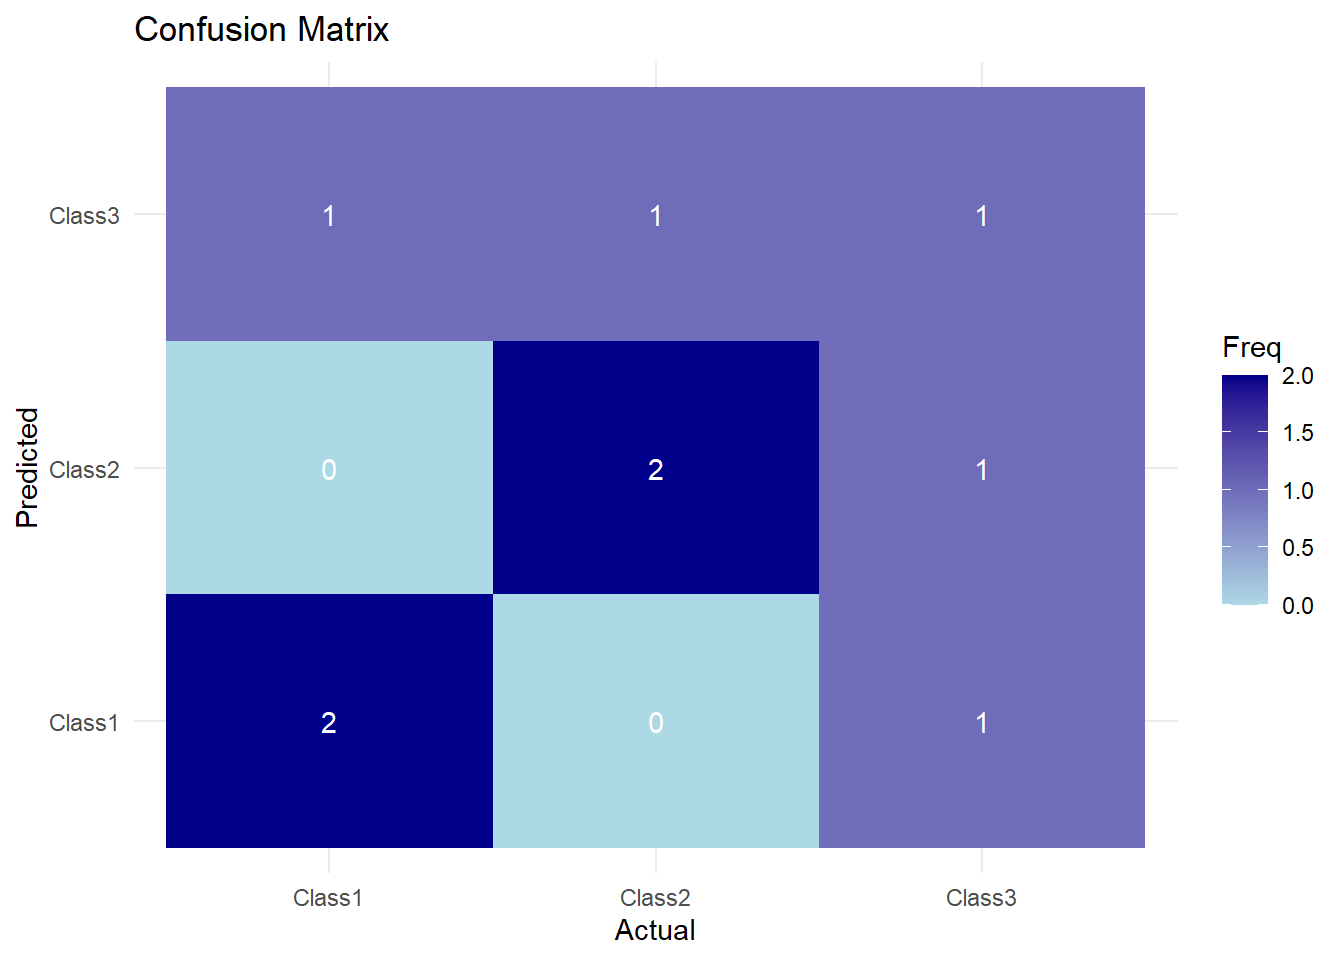 Confusion Matrix
Class3
1
1
1
Class2
0
2
1
Class1
2
0
1
Class1
Class2
Class3
Actual
Predicted
Freq
2.0
1.5
1.0
0.5
0.0